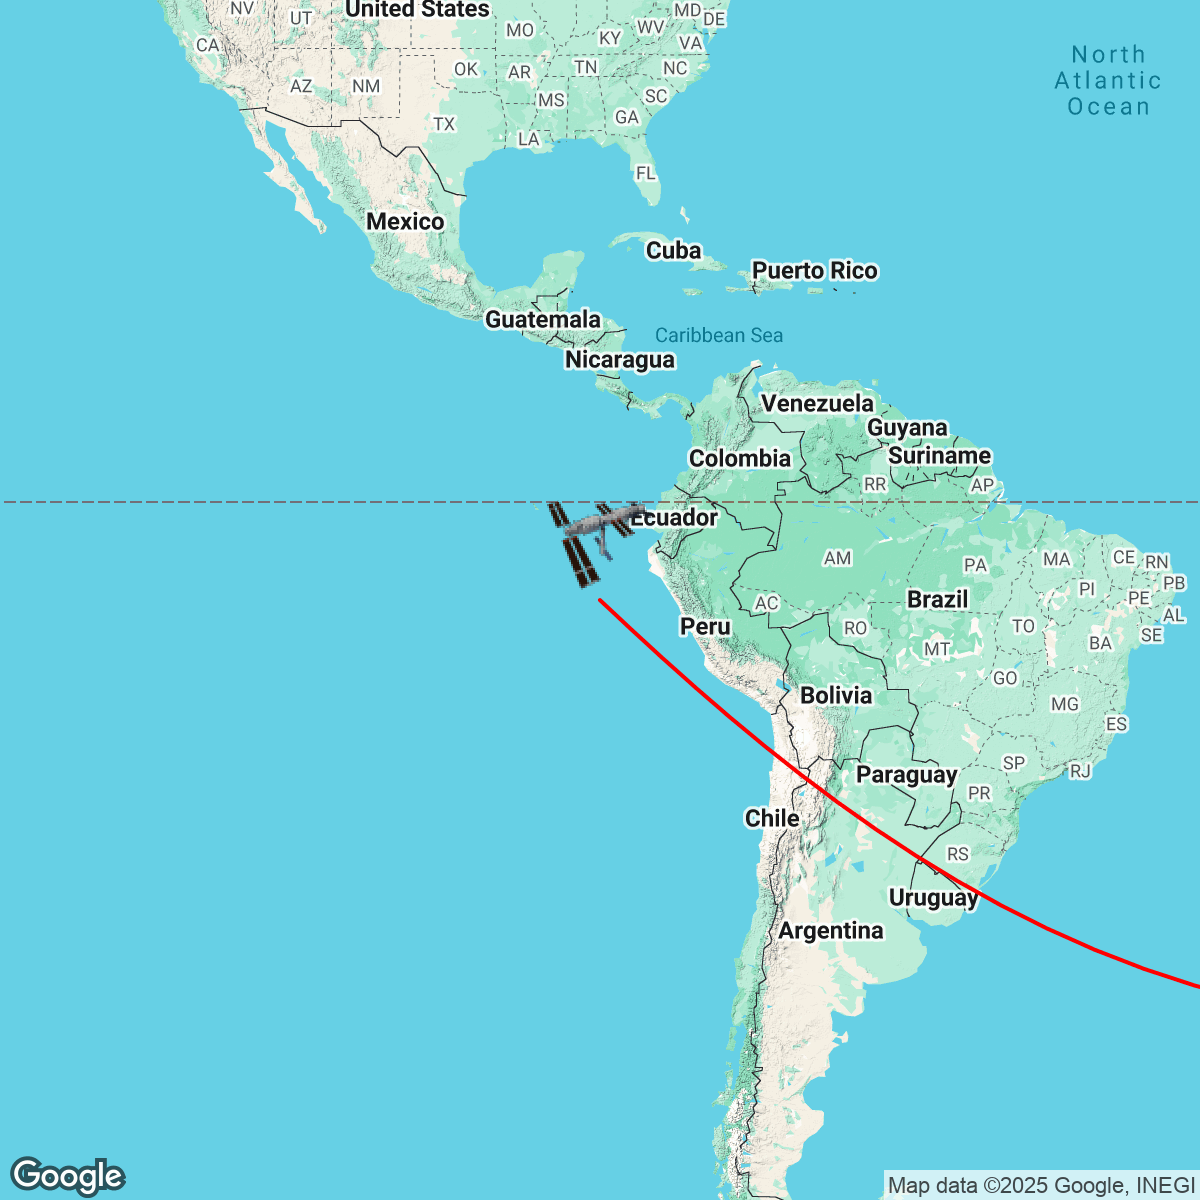 United States
NV
UT
CA
AZ
NM
MO
OK
AR
KY
WV
MD
DE
VA
TN
NC
MS
SC
GA
TX
LA
FL
North
Atlantic
Ocean
Mexico
Cuba
Puerto Rico
Guatemala
Caribbean Sea
Nicaragua
Venezuela
Guyana
Colombia
Suriname
RR
AP
Ecuador
AM
PA
MA
CE
RN
PB
PI
PE
AL
AC
Brazil
Peru
RO
TO
SE
BA
MT
GO
Bolivia
MG
ES
SP
RJ
Paraguay
PR
Chile
RS
Uruguay
Argentina
Google
Map data ©2025 Google, INEGI